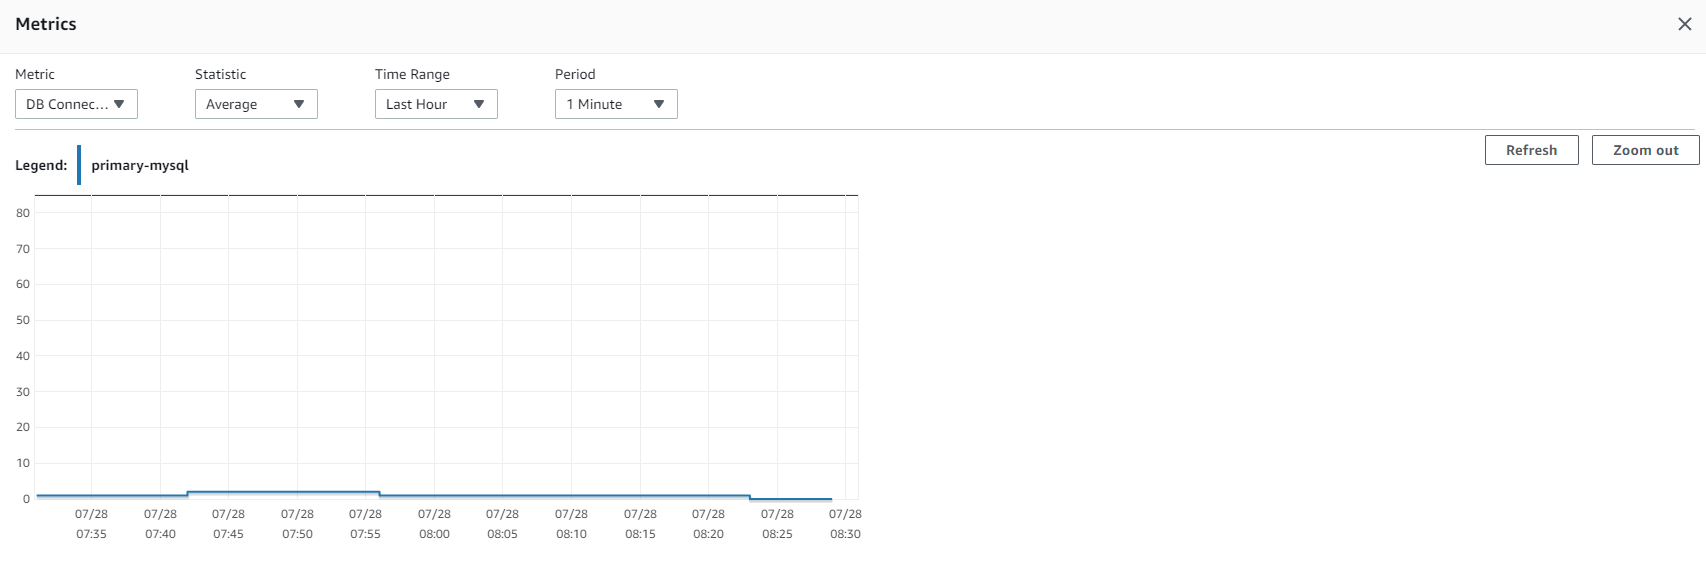 Metrics
Metric Statistic Time Range Period
DB Connec... Average Last Hour 1 Minute
Refresh Zoom out
Legend: primary-mysql
80
70
60
50
40
30
20
10
0
07/28 07/28 07/28 07/28 07/28 07/28 07/28 07/28 07/28 07/28 07/28 07/28
07:35 07:40 07:45 07:50 07:55 08:00 08:05 08:10 08:15 08:20 08:25 08:30